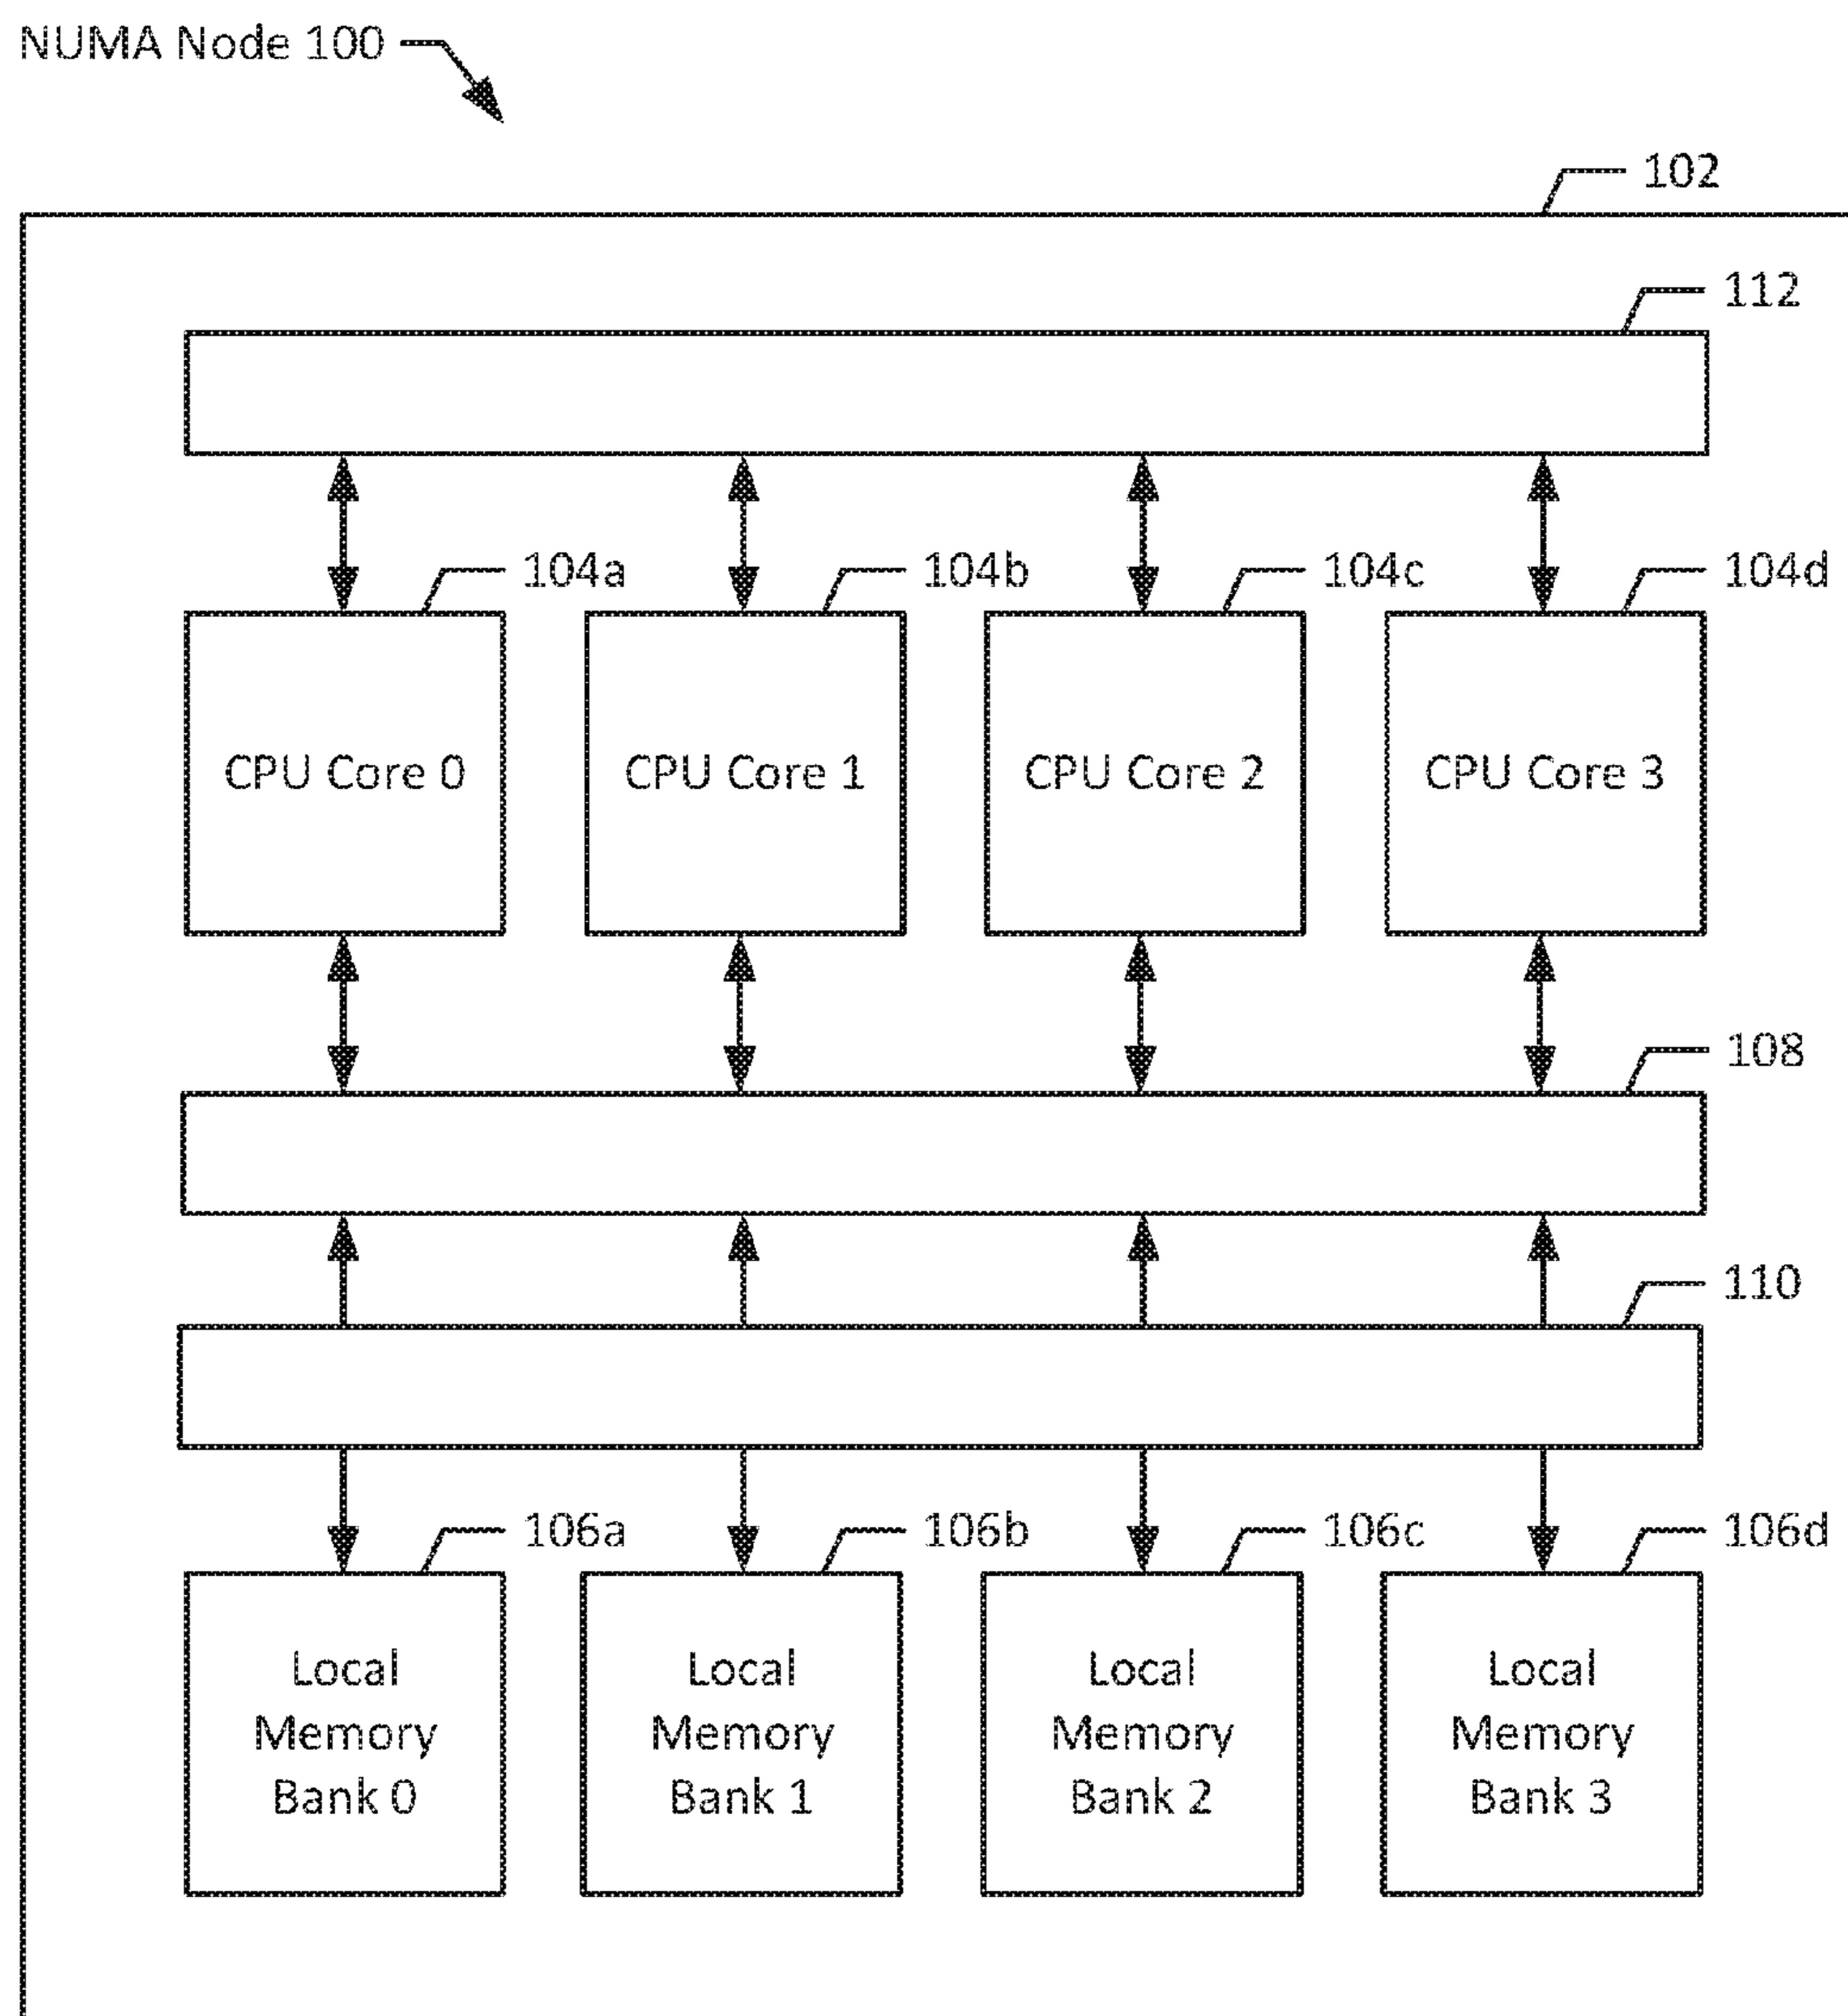 NUMA Node 100
102
112
104a
104b
104c
104d
CPU Core 0
CPU Core 1
CPU Core 2
CPU Core 3
108
110
106a
106b
106c
106d
Local
Memory
Bank 0
Local
Memory
Bank 1
Local
Memory
Bank 2
Local
Memory
Bank 3